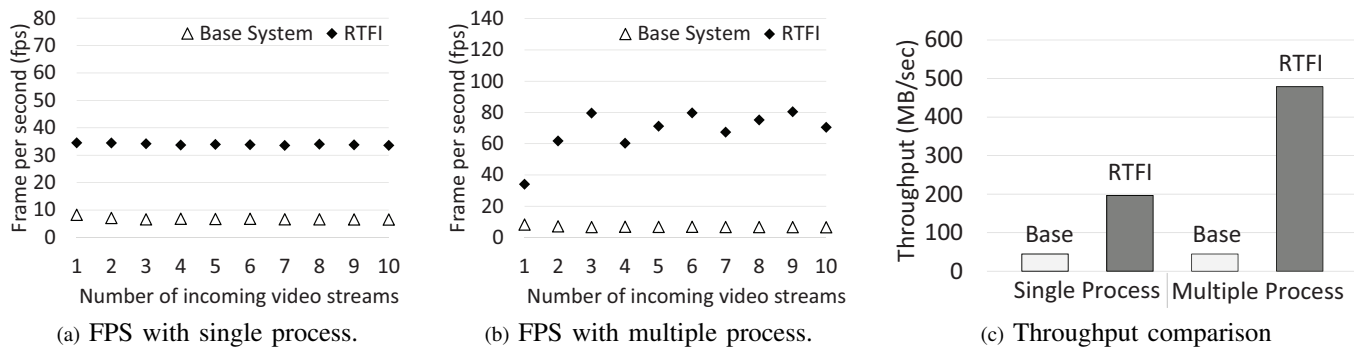 80
70
60
50
40
30
20
10
0
Frame per second (fps)
Base System RTFI
1 2 3 4 5 6 7 8 9 10
Number of incoming video streams
(a) FPS with single process.
140
120
100
80
60
40
20
0
Frame per second (fps)
Base System RTFI
1 2 3 4 5 6 7 8 9 10
Number of incoming video streams
(b) FPS with multiple process.
600
500
400
300
200
100
0
Throughput (MB/sec)
Base
RTFI
Base
RTFI
Single Process Multiple Process
(c) Throughput comparison